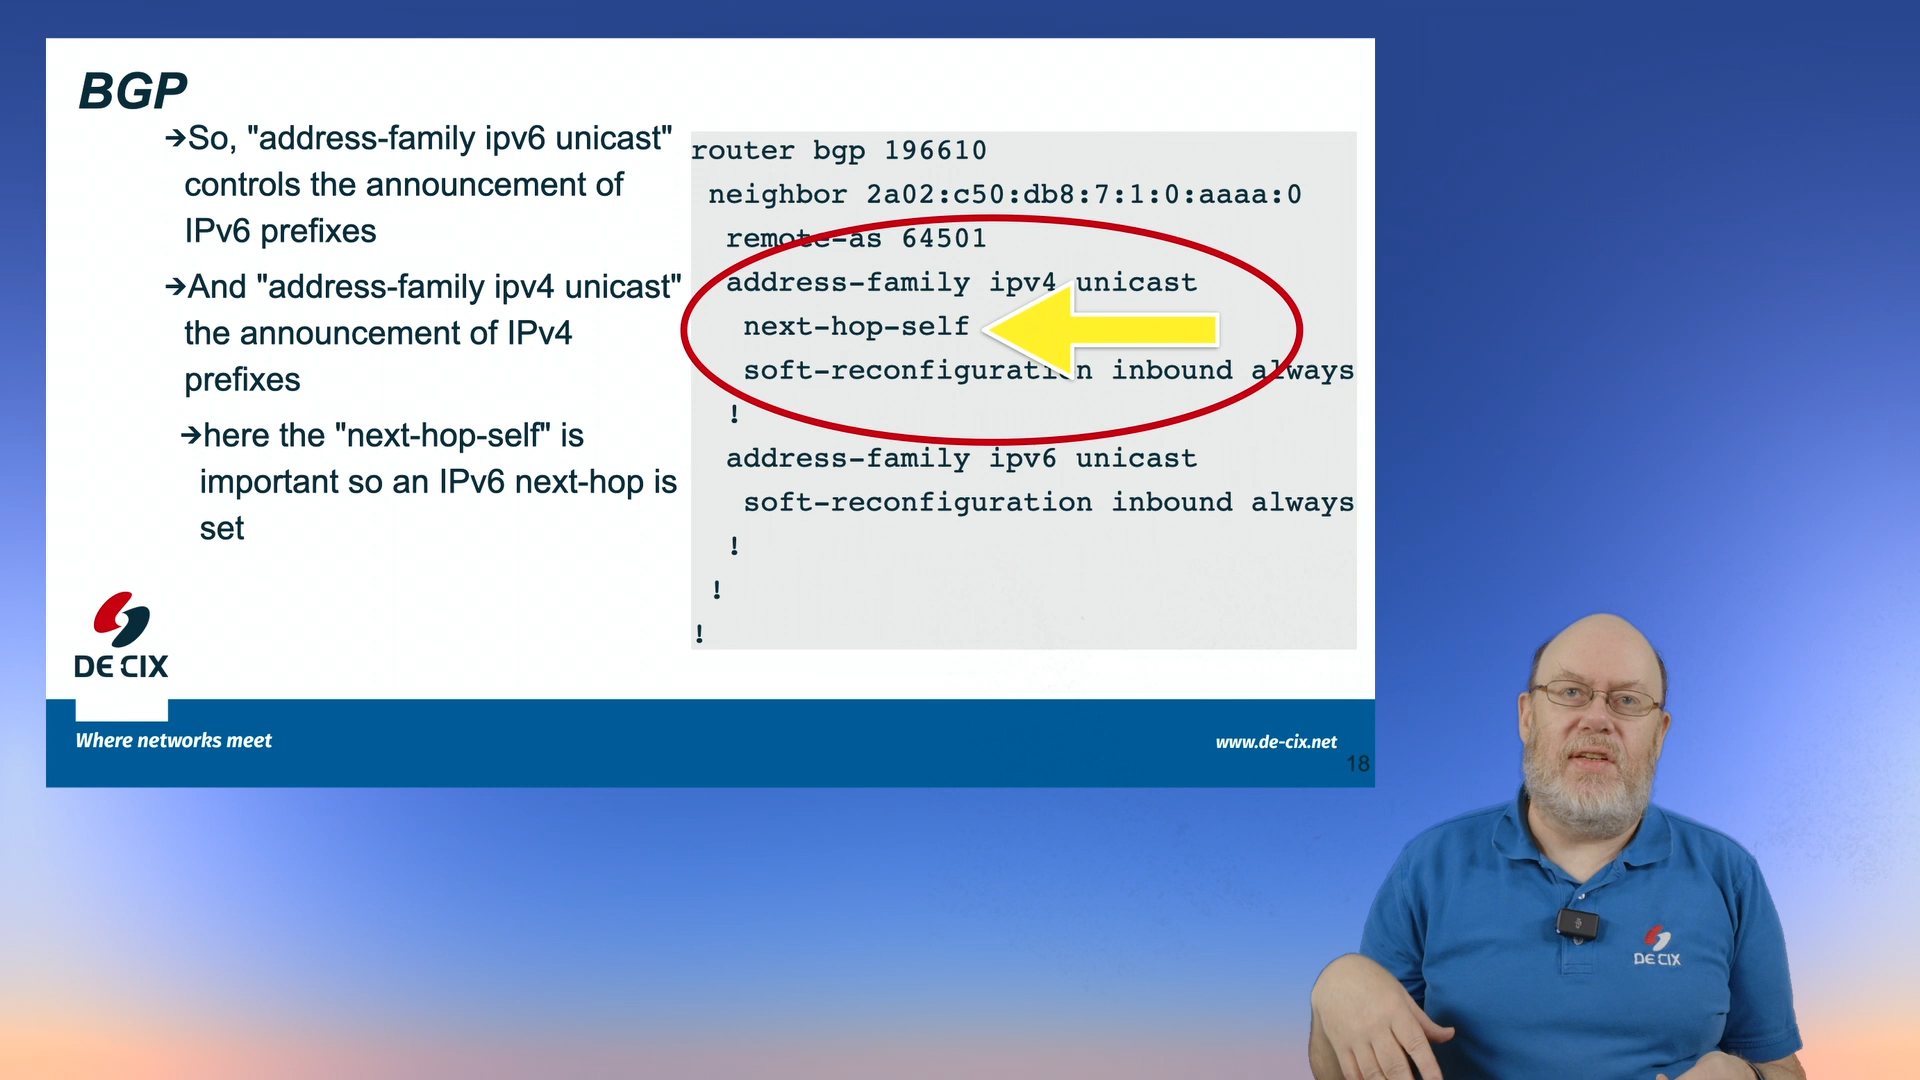 BGP
➔So, "address-family ipv6 unicast"
controls the announcement of
IPv6 prefixes
➔And "address-family ipv4 unicast"
the announcement of IPv4
prefixes
➔here the "next-hop-self" is
important so an IPv6 next-hop is
set
router bgp 196610
neighbor 2a02:c50:db8:7:1:0:aaaa:0
remote-as 64501
address-family ipv4 unicast
next-hop-self
soft-reconfiguration inbound always
!
address-family ipv6 unicast
soft-reconfiguration inbound always
!
!
!
DE CIX
Where networks meet
www.de-cix.net
18
DE CIX